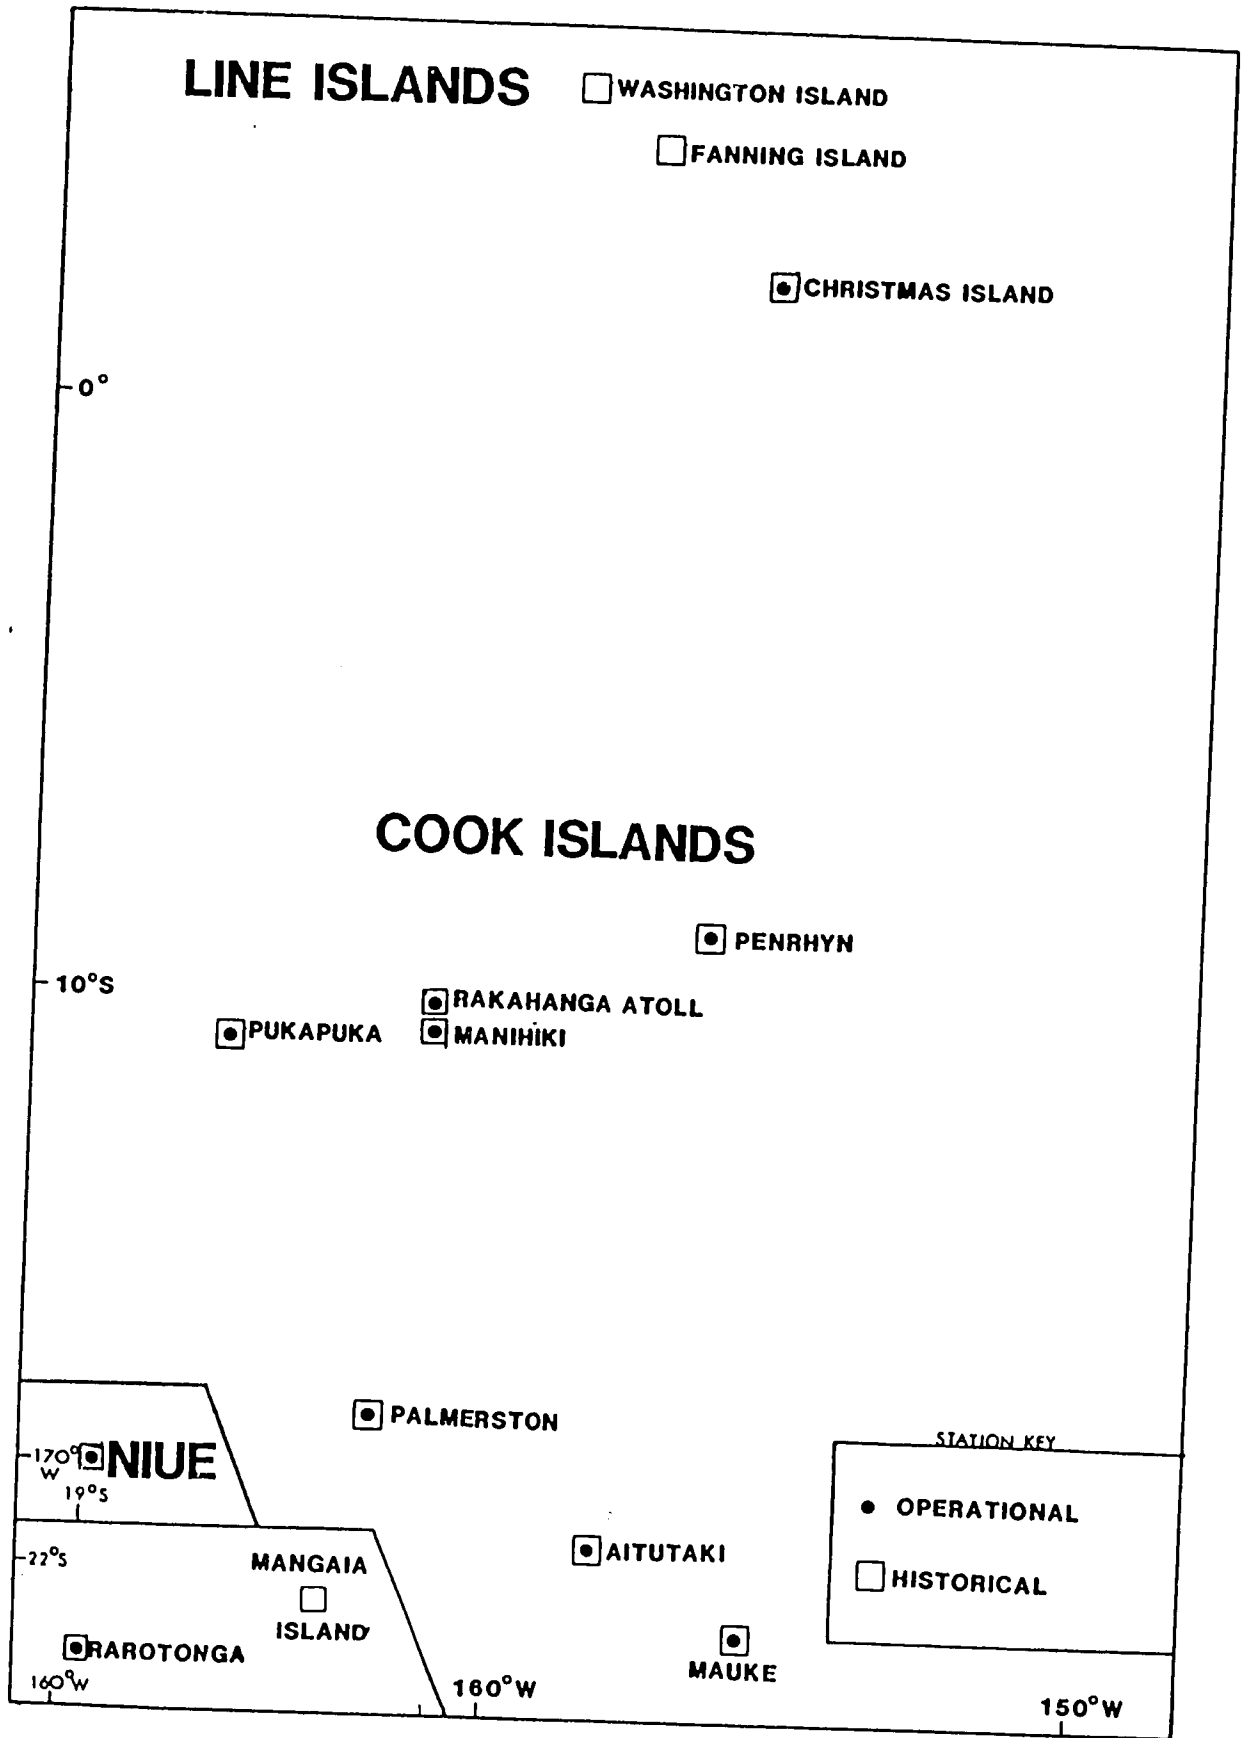 LINE ISLANDS
WASHINGTON ISLAND
FANNING ISLAND
CHRISTMAS ISLAND
0°
COOK ISLANDS
PENRHYN
10°S
RAKAHANGA ATOLL
PUKAPUKA
MANIHIKI
PALMERSTON
STATION KEY
OPERATIONAL
HISTORICAL
170°
W
NIUE
19°S
22°S
MANGAIA
ISLAND
RAROTONGA
160°W
AITUTAKI
MAUKE
160°W
150°W